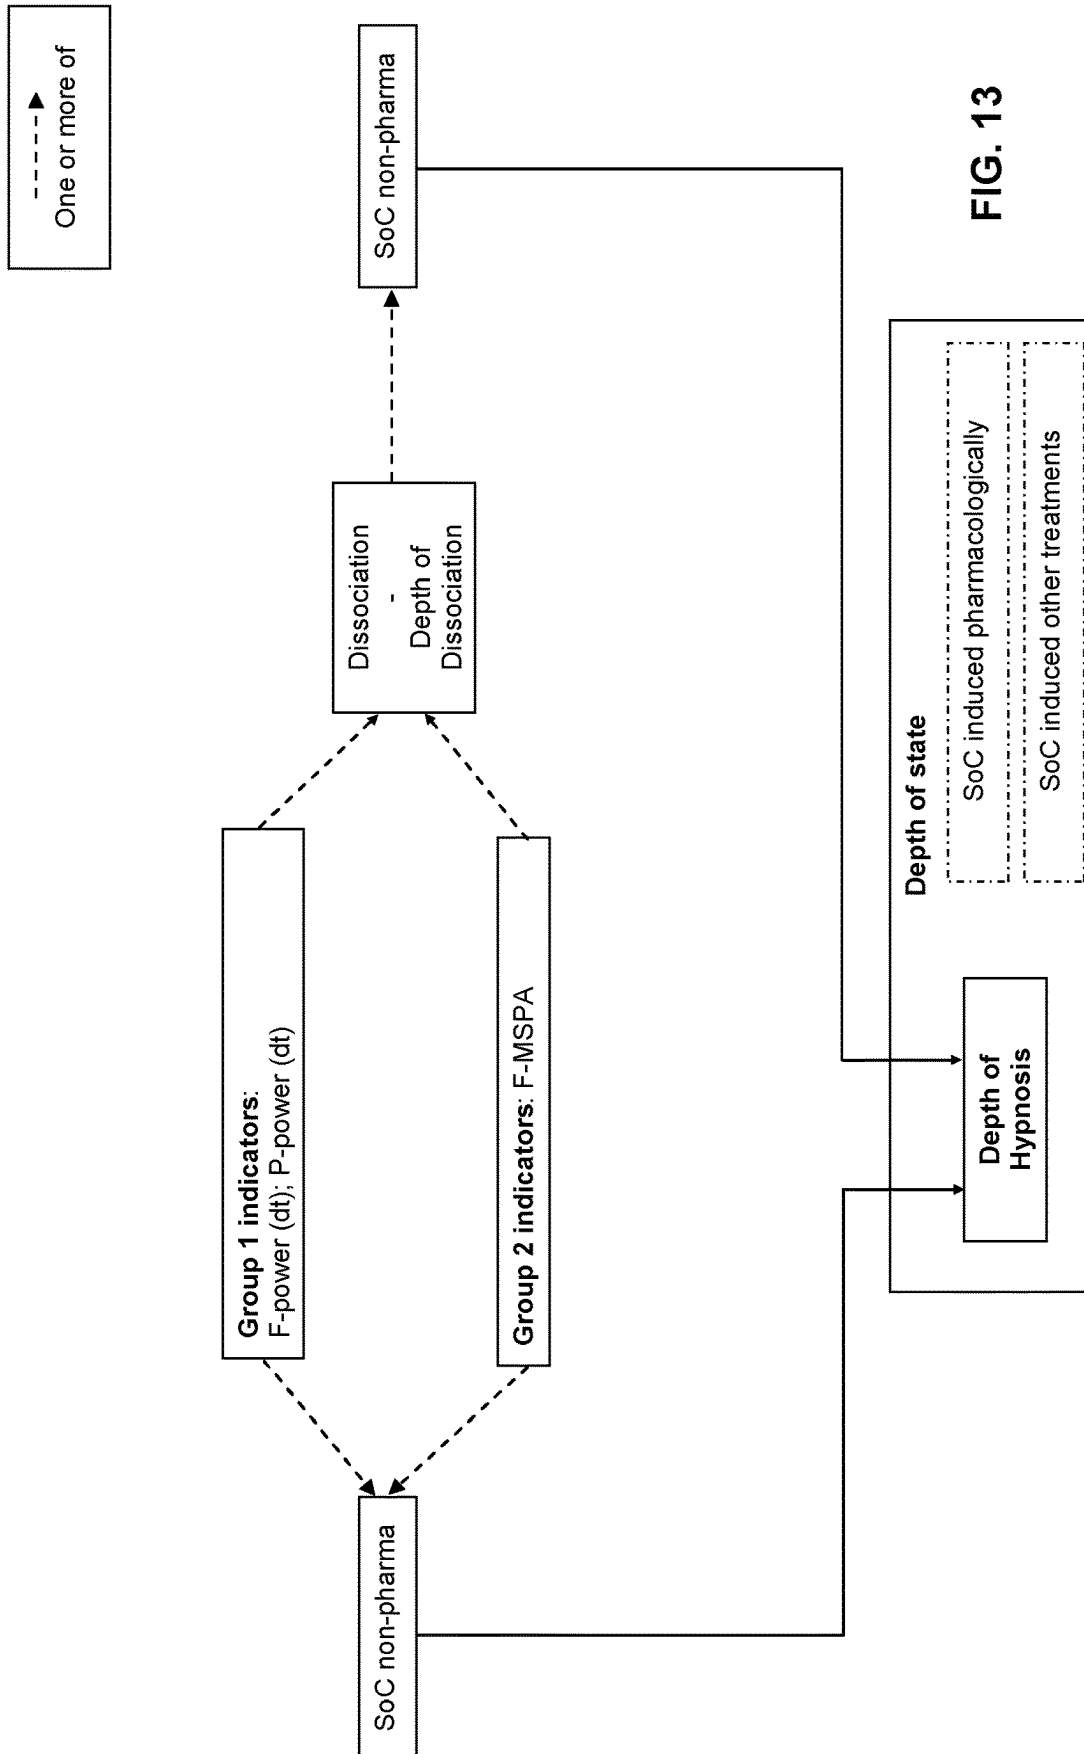 One or more of
Group 1 indicators:
F-power (dt); P-power (dt)
SoC non-pharma
Dissociation
-
Depth of
Dissociation
SoC non-pharma
Group 2 indicators: F-MSPA
Depth of state
Depth of
Hypnosis
SoC induced pharmacologically
SoC induced other treatments
FIG. 13